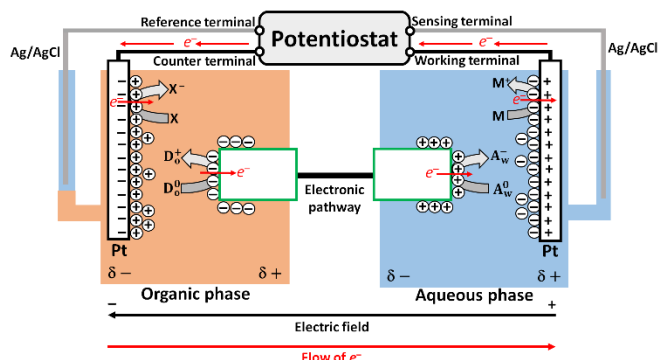 Reference terminal
Sensing terminal
Potentiostat
Ag/AgCl
e⁻
e⁻
Ag/AgCl
Counter terminal
Working terminal
X⁻
e⁻
X
M
e⁻
M
D₀⁺
e⁻
D₀⁰
A_w⁻
e⁻
A_w⁰
Electronic
pathway
Pt
Pt
δ − δ +
δ − δ +
Organic phase
Aqueous phase
− +
Electric field
Flow of e⁻